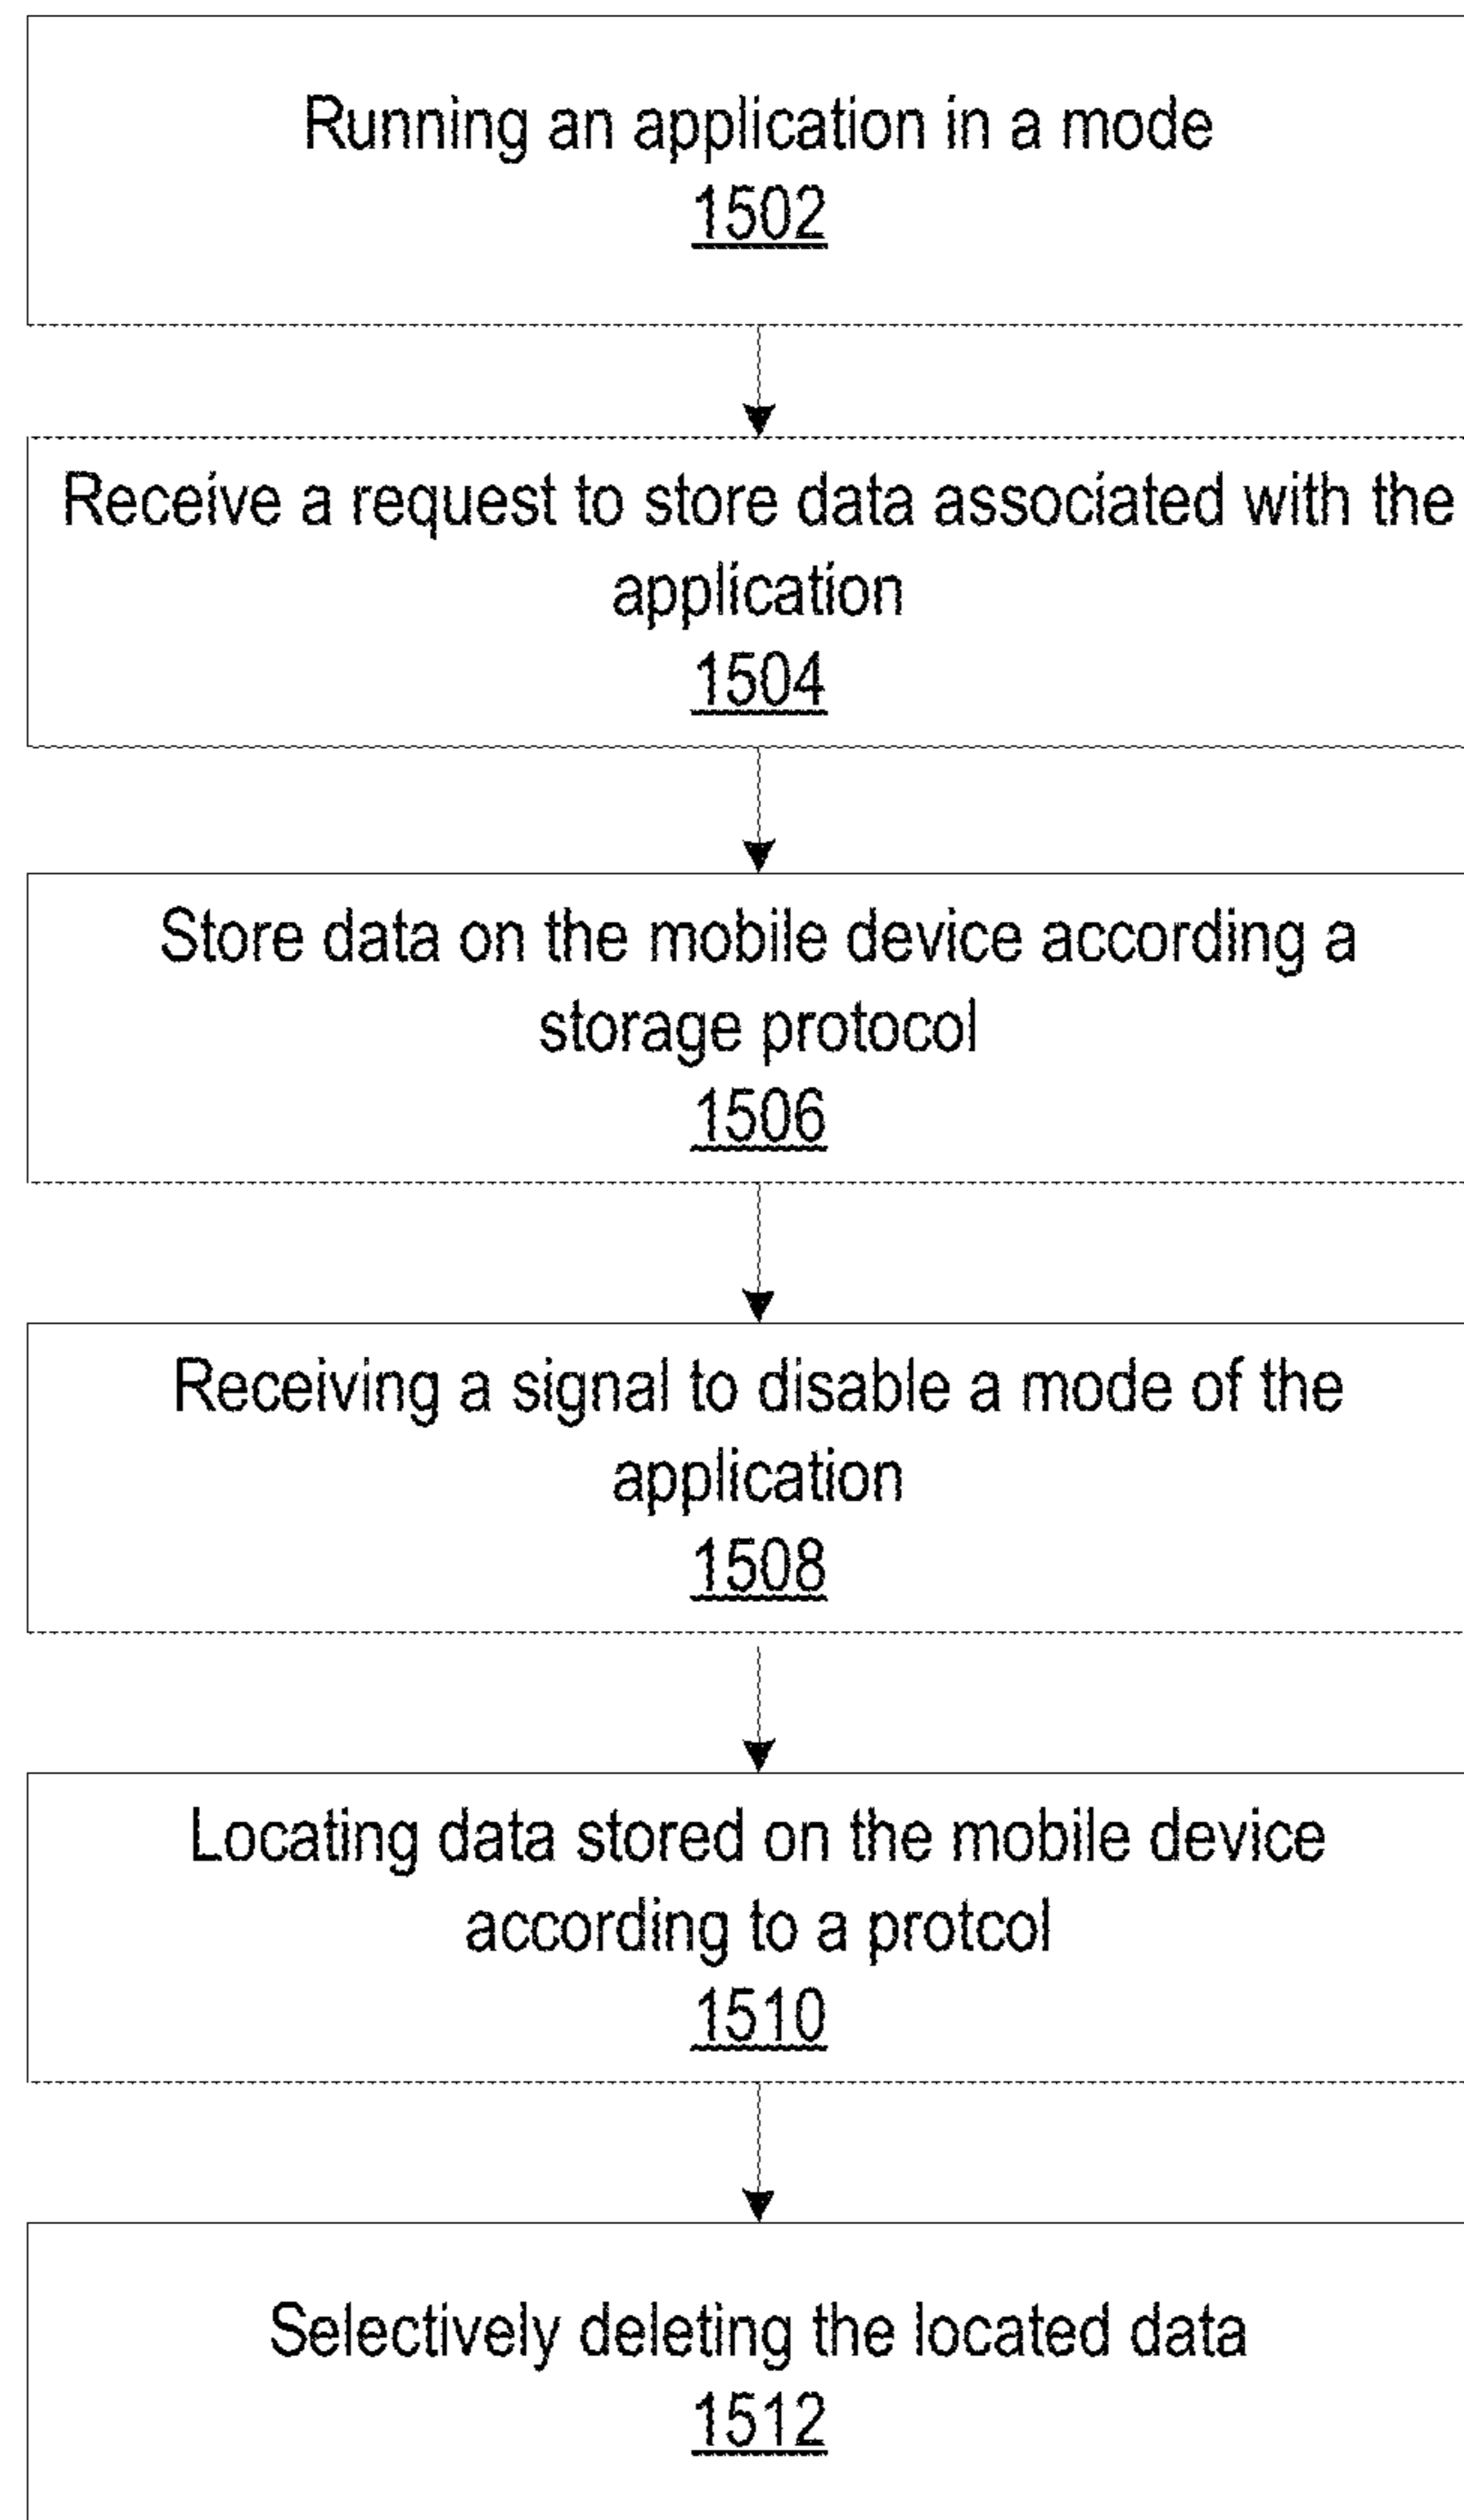 Running an application in a mode
1502
Receive a request to store data associated with the
application
1504
Store data on the mobile device according a
storage protocol
1506
Receiving a signal to disable a mode of the
application
1508
Locating data stored on the mobile device
according to a protcol
1510
Selectively deleting the located data
1512